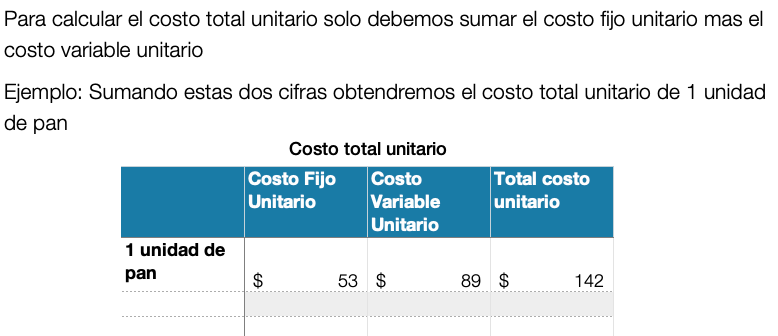 Para calcular el costo total unitario solo debemos sumar el costo fijo unitario mas el
costo variable unitario
Ejemplo: Sumando estas dos cifras obtendremos el costo total unitario de 1 unidad
de pan
Costo total unitario
Costo Fijo Unitario
Costo Variable Unitario
Total costo unitario
1 unidad de pan
$ 53 $ 89 $ 142